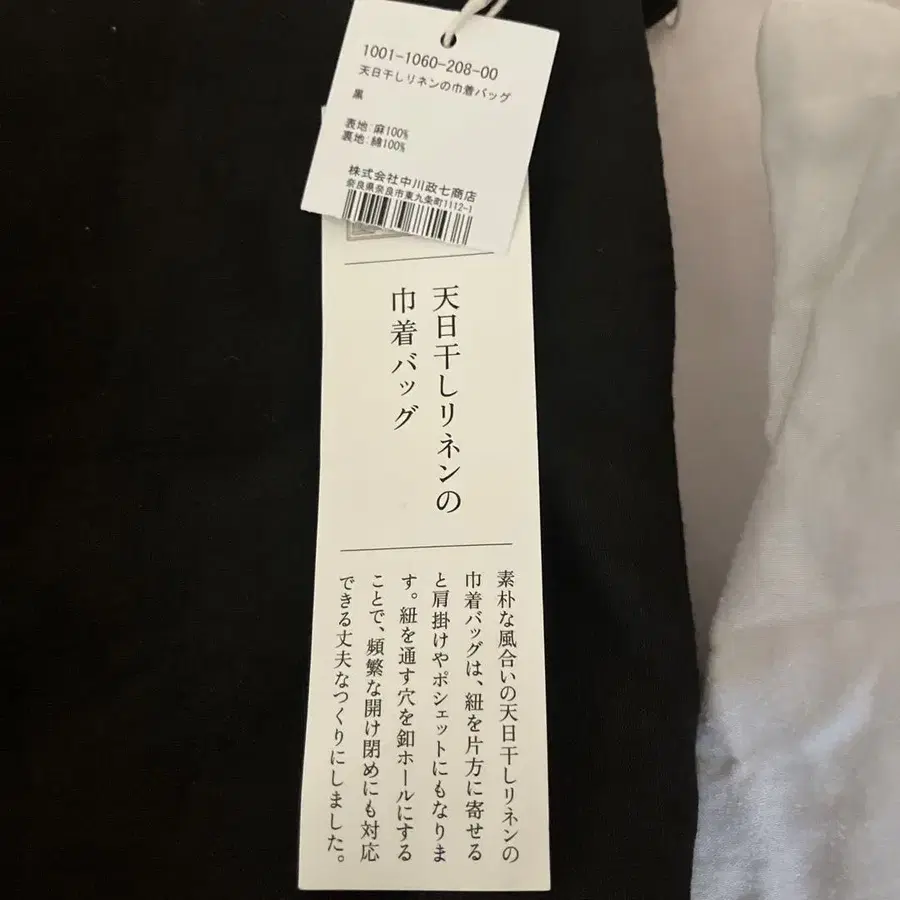 1001-1060-208-00
天日干しリネンの巾着バッグ
黒
表地:麻100%
裏地:綿100%
株式会社中川政七商店
奈良県奈良市東九条町1112-1
天日干しリネンの
巾着バッグ
素朴な風合いの天日干しリネンの
巾着バッグは、紐を片方に寄せる
と肩掛けやポシェットにもなりま
す。紐を通す穴を釦ホールにする
ことで、頻繁な開け閉めにも対応
できる丈夫なつくりにしました。